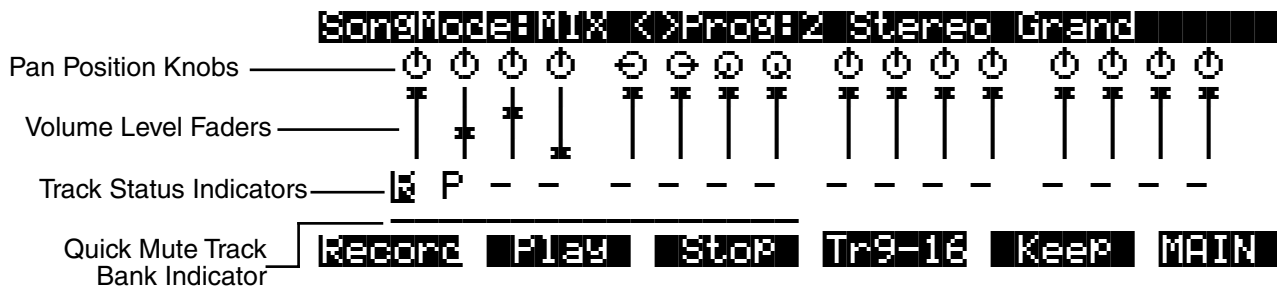 SongMode:MIX <>Prog:2 Stereo Grand
Pan Position Knobs
Volume Level Faders
Track Status Indicators
R P - - - - - - - - - - - - - -
Quick Mute Track
Bank Indicator
Record Play Stop Tr9-16 Keep MAIN